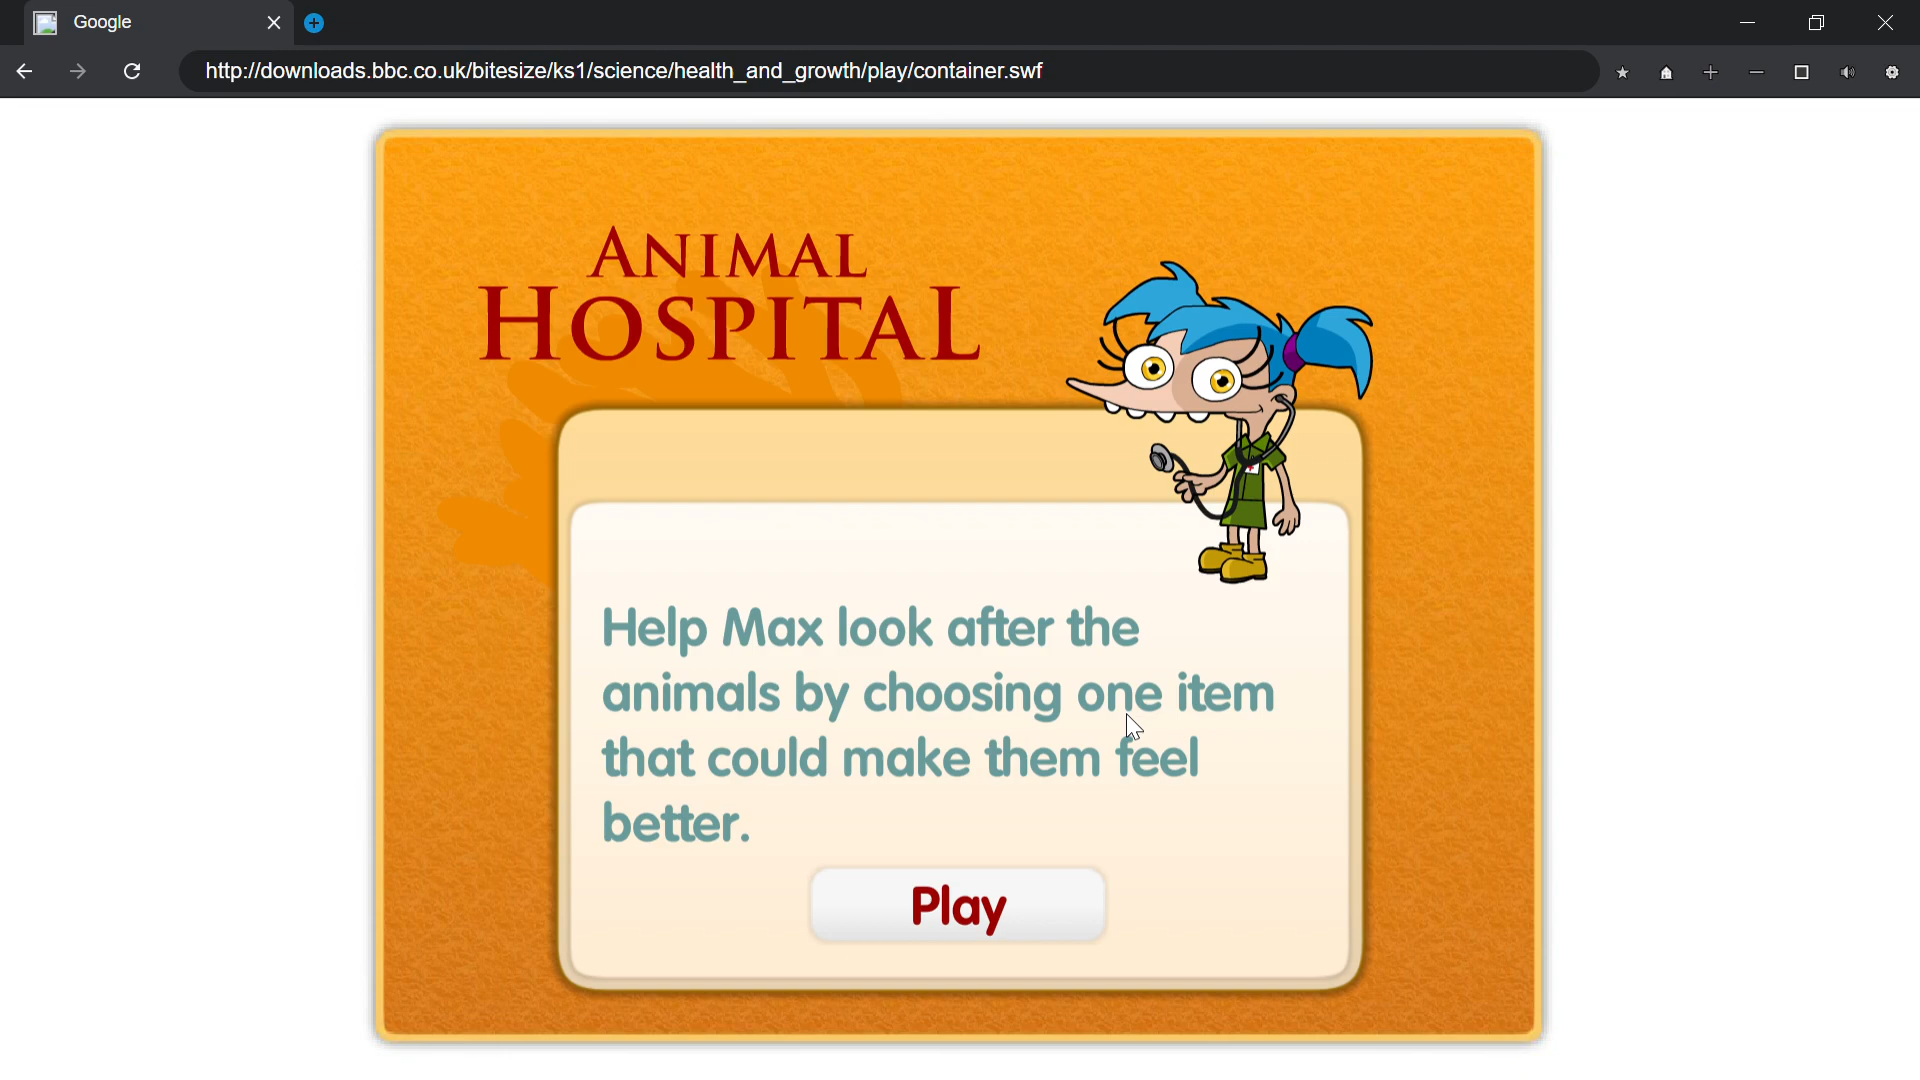 Google
http://downloads.bbc.co.uk/bitesize/ks1/science/health_and_growth/play/container.swf
ANIMAL
HOSPITAL
Help Max look after the
animals by choosing one item
that could make them feel
better.
Play